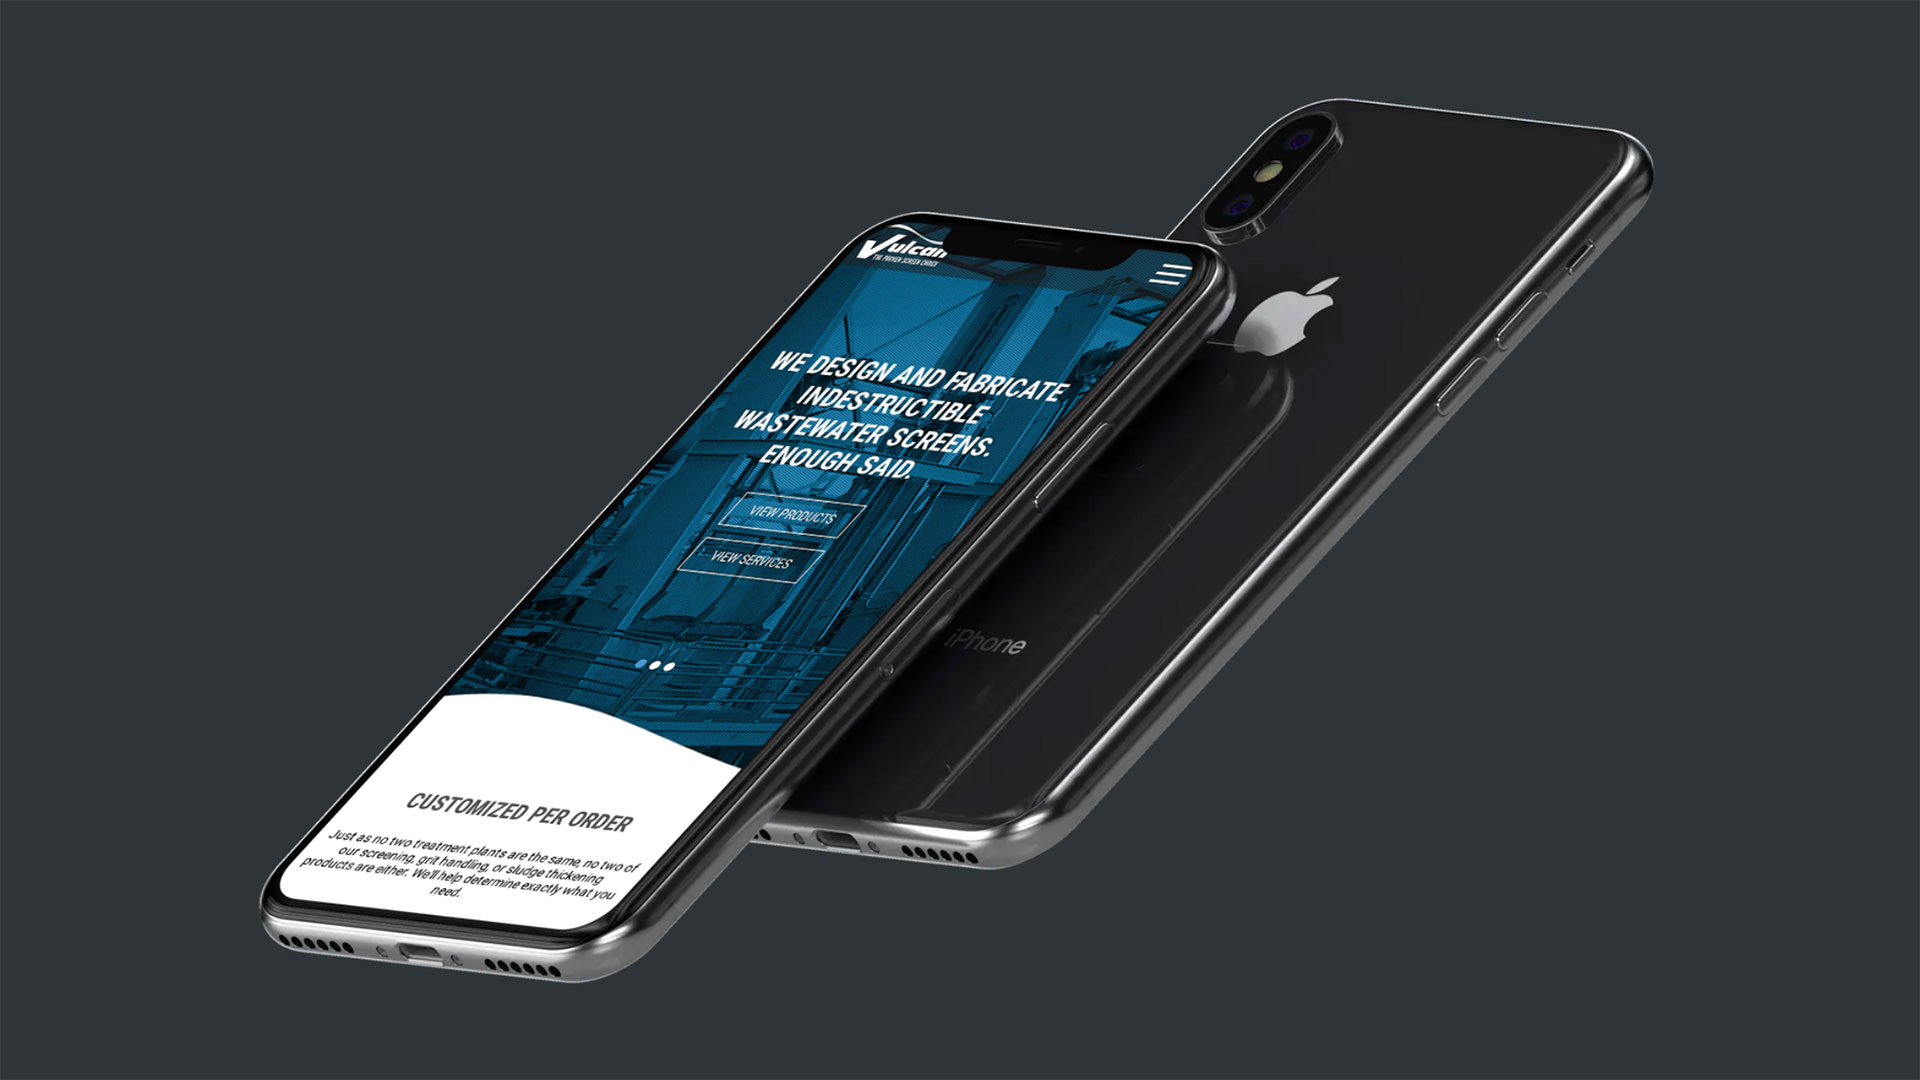 Vulcan
THE PROVEN SCREEN CHOICE
WE DESIGN AND FABRICATE
INDESTRUCTIBLE
WASTEWATER SCREENS.
ENOUGH SAID.
VIEW PRODUCTS
VIEW SERVICES
CUSTOMIZED PER ORDER
Just as no two treatment plants are the same, no two of
our screening, grit handling, or sludge thickening
products are either. We'll help determine exactly what you
need.
iPhone